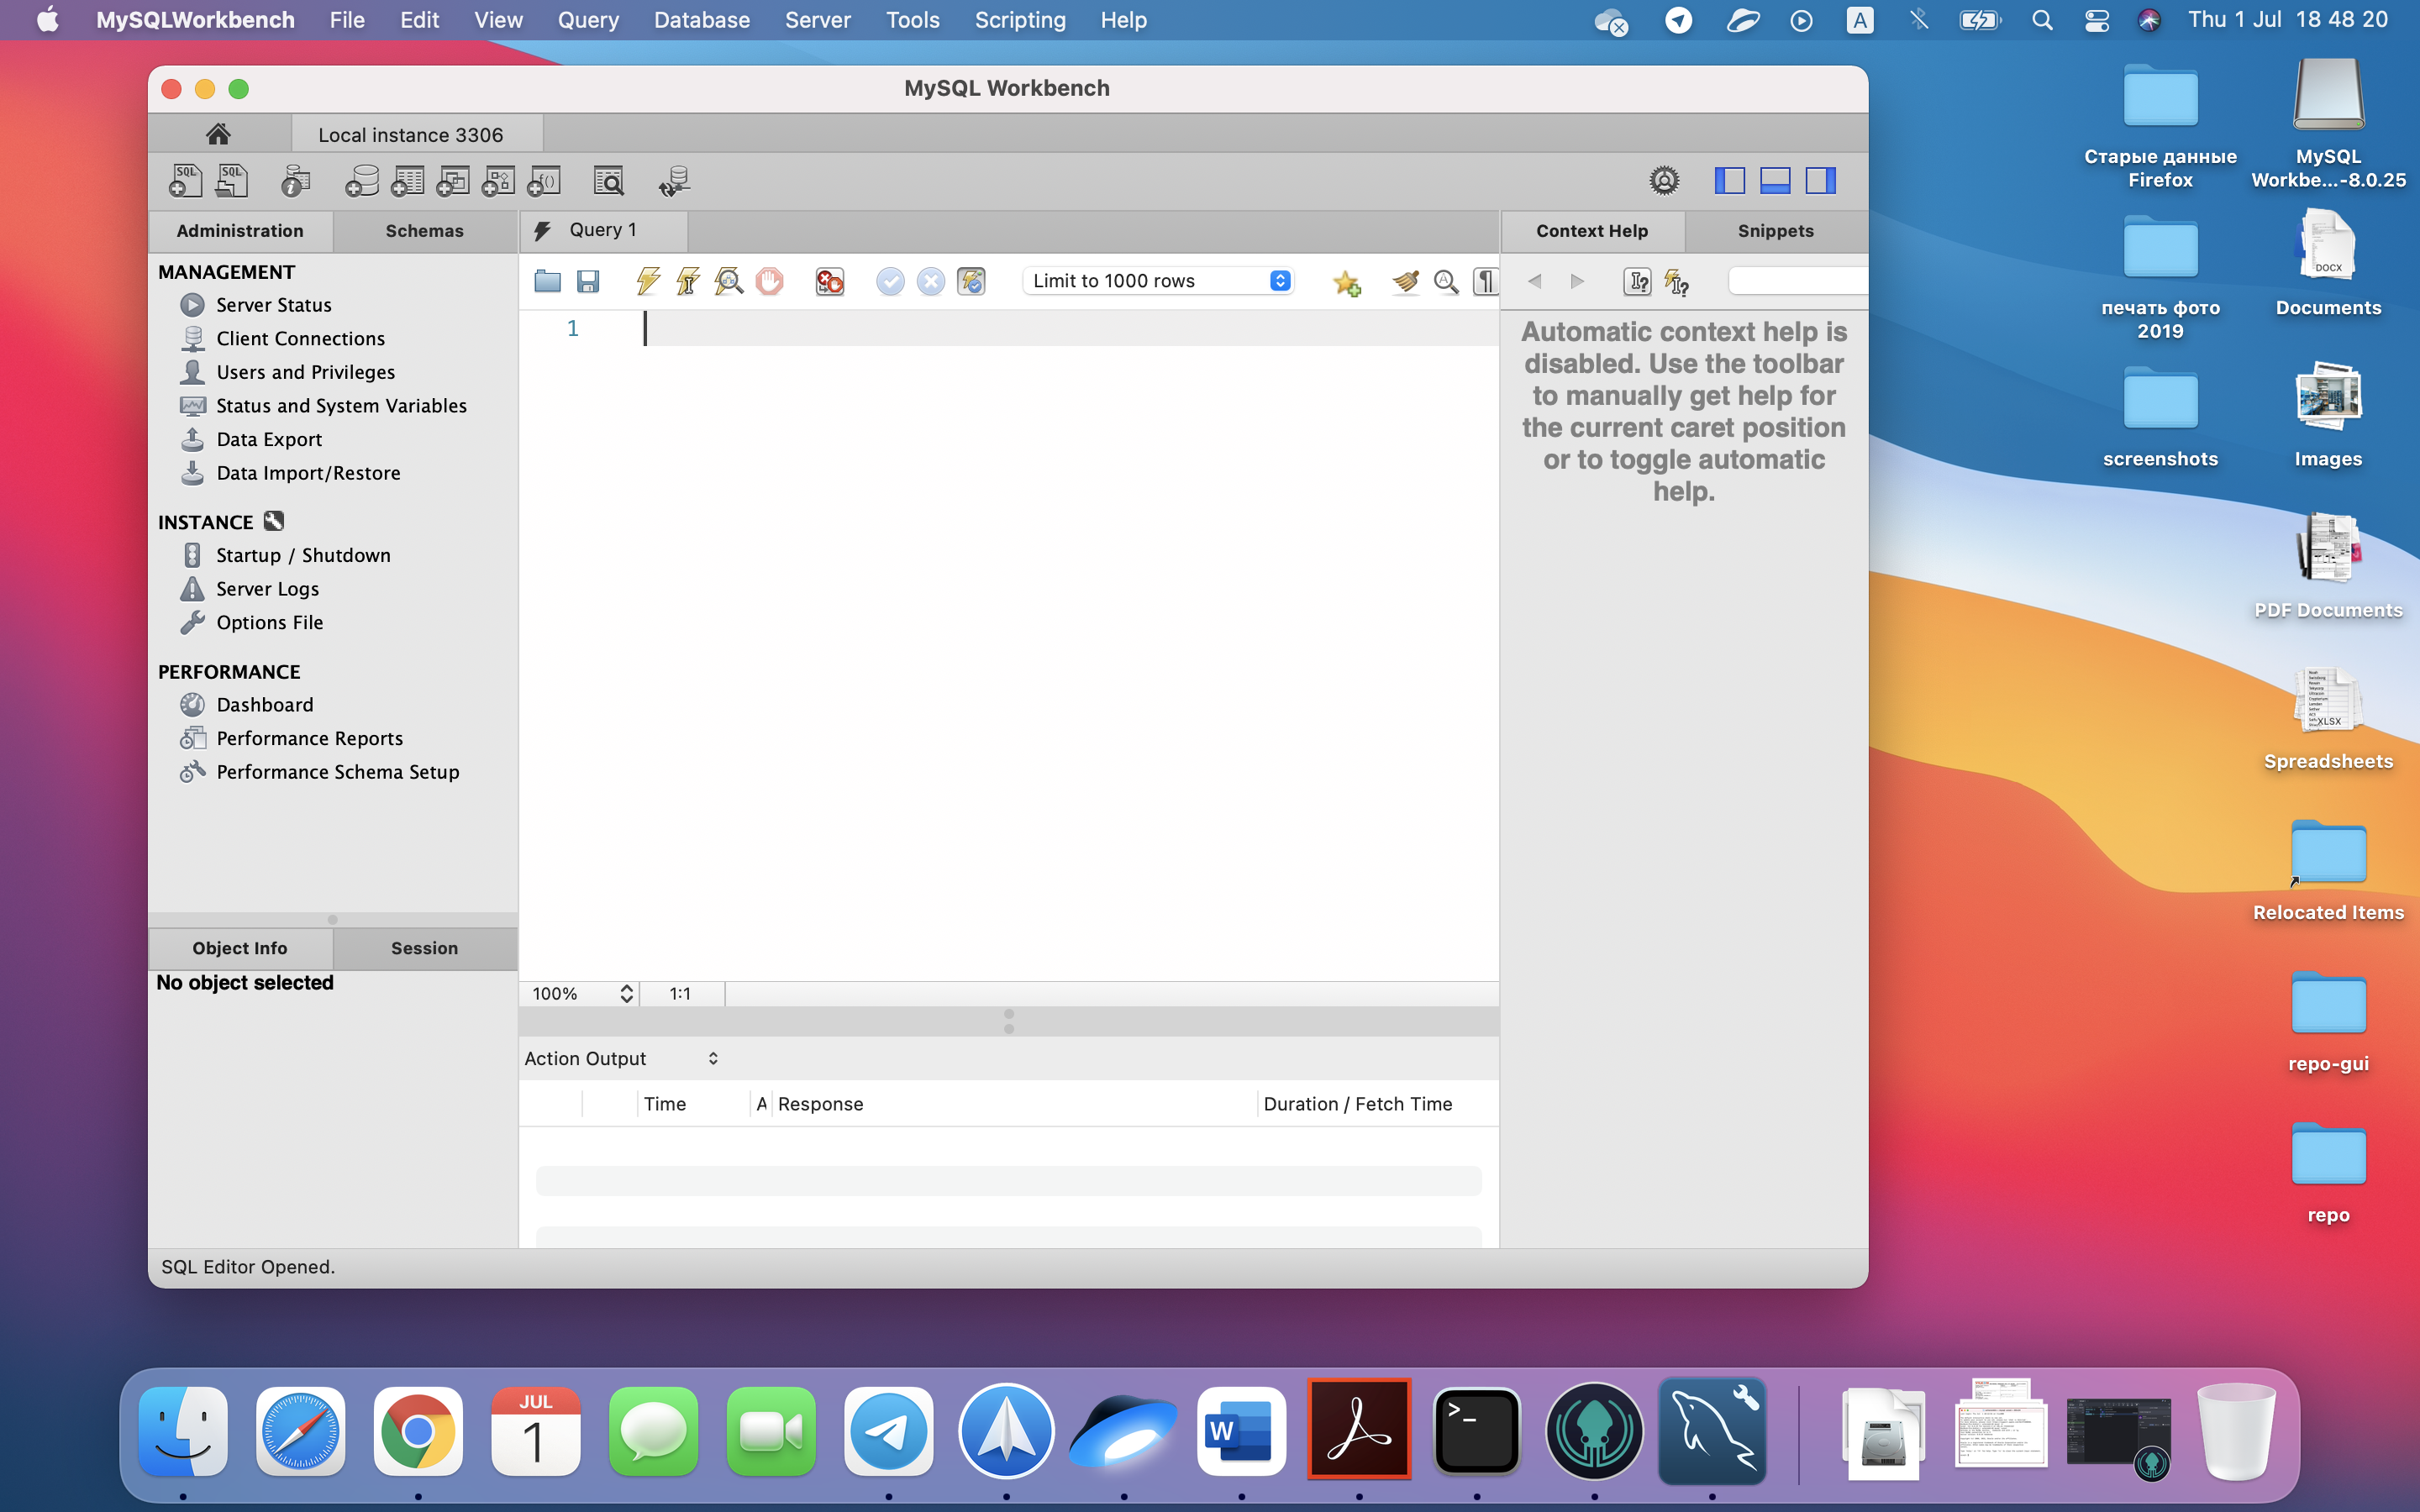 MySQLWorkbench File Edit View Query Database Server Tools Scripting Help A Thu 1 Jul 18 48 20
MySQL Workbench
Local instance 3306
SQL SQL
Administration Schemas
Query 1
Context Help Snippets
MANAGEMENT
Server Status
Client Connections
Users and Privileges
Status and System Variables
Data Export
Data Import/Restore
INSTANCE
Startup / Shutdown
Server Logs
Options File
PERFORMANCE
Dashboard
Performance Reports
Performance Schema Setup
Object Info Session
No object selected
Limit to 1000 rows
1
100% 1:1
Action Output
Time A Response Duration / Fetch Time
Automatic context help is
disabled. Use the toolbar
to manually get help for
the current caret position
or to toggle automatic
help.
SQL Editor Opened.
Старые данные
Firefox
MySQL
Workbe...-8.0.25
печать фото
2019
DOCX
Documents
screenshots
Images
PDF Documents
XLSX
Spreadsheets
Relocated Items
repo-gui
repo
JUL
1
W
>_